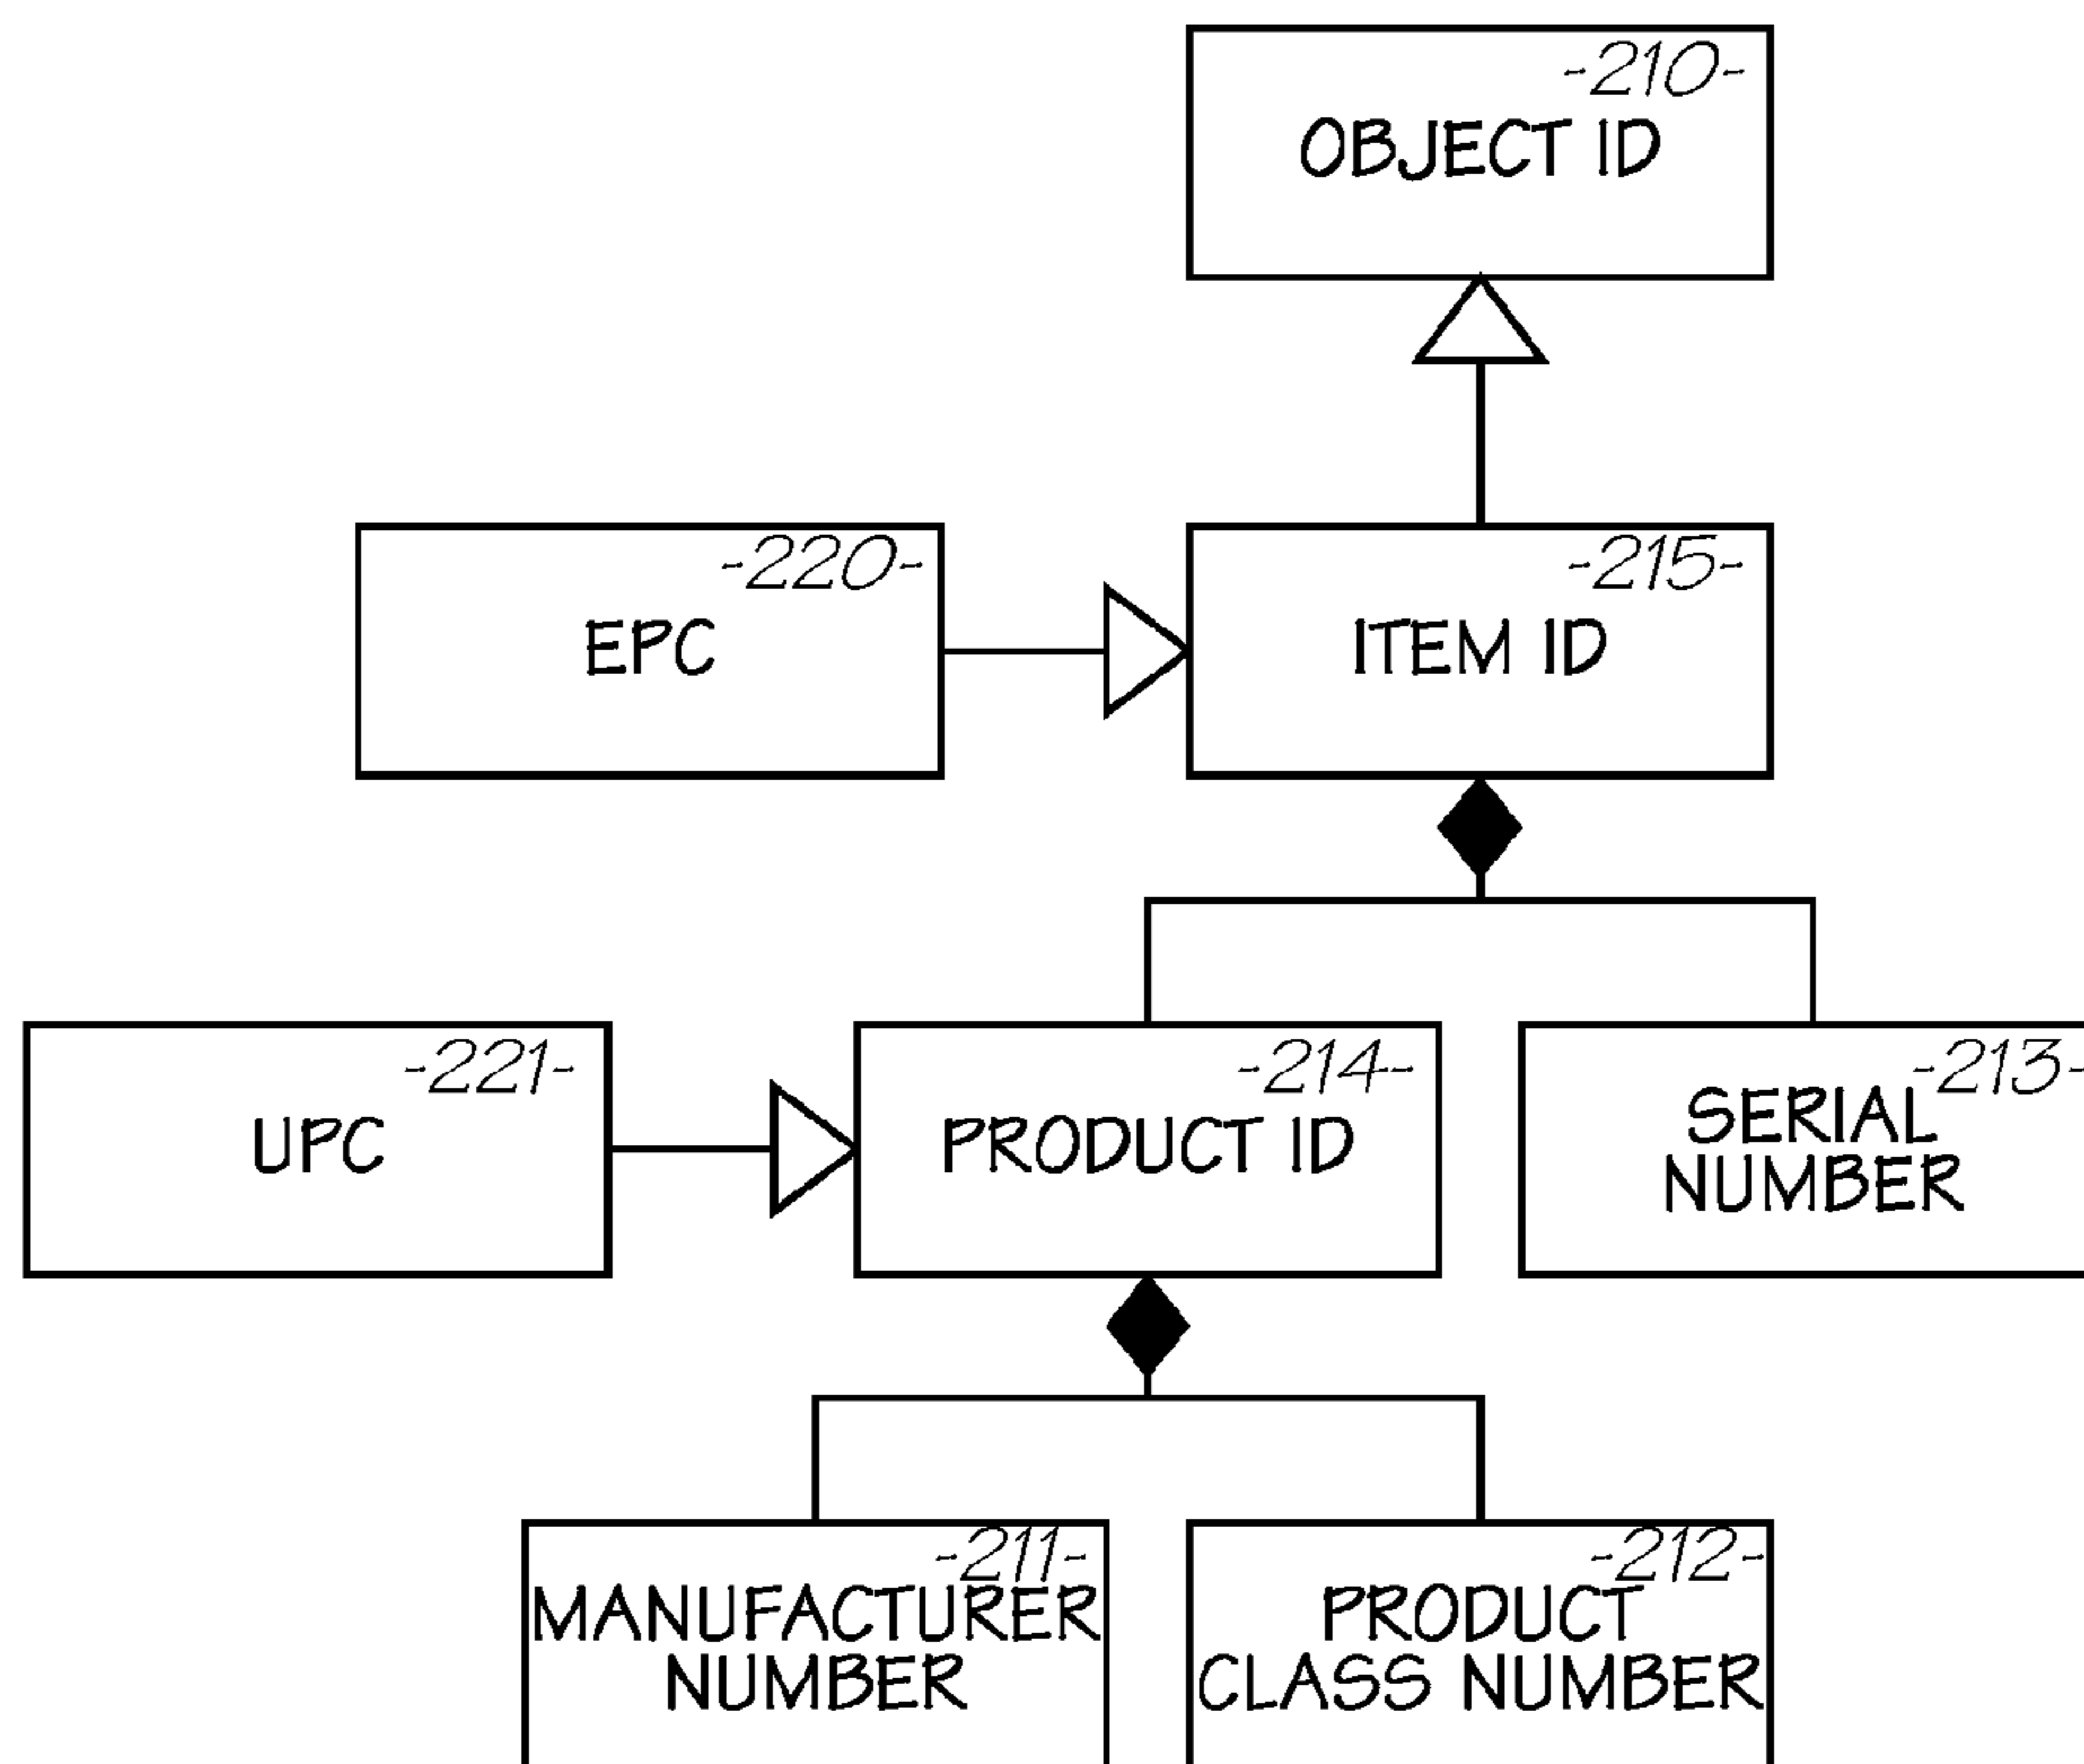 -210-
OBJECT ID
-220-
EPC
-215-
ITEM ID
-221-
UPC
-214-
PRODUCT ID
-213-
SERIAL
NUMBER
-211-
MANUFACTURER
NUMBER
-212-
PRODUCT
CLASS NUMBER